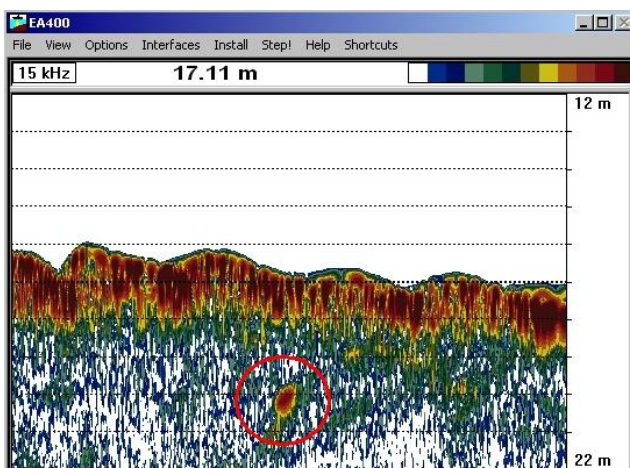 EA400
File View Options Interfaces Install Step! Help Shortcuts
15 kHz 17.11 m
12 m
22 m